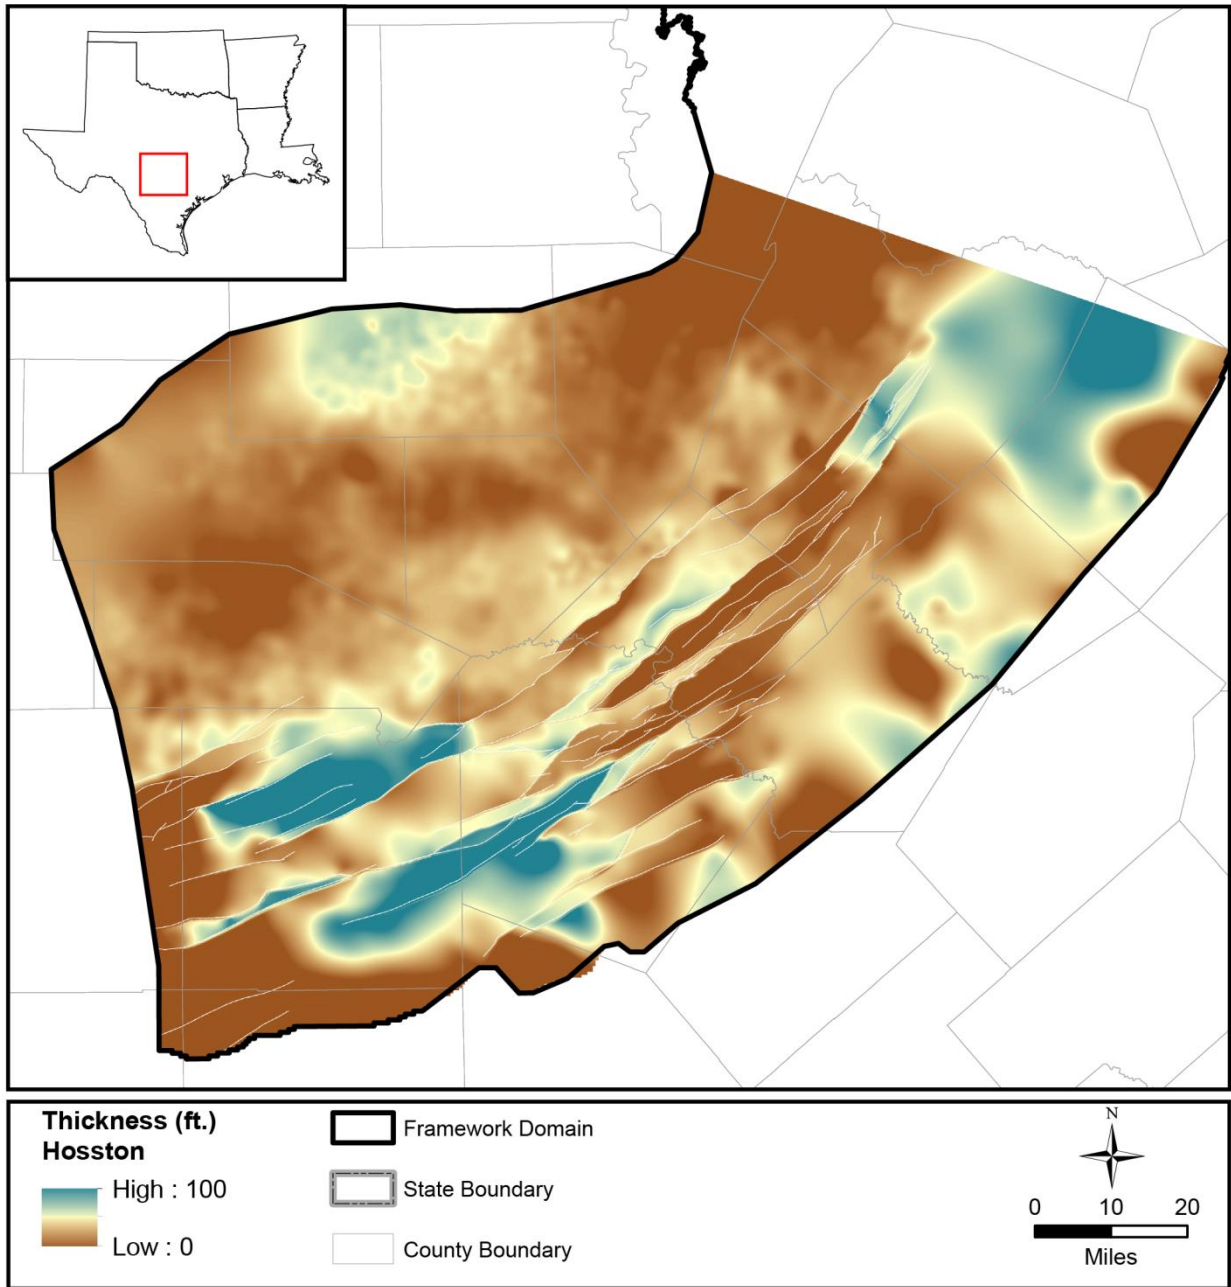 Thickness (ft.)
Hosston
High : 100
Low : 0
Framework Domain
State Boundary
County Boundary
N
0 10 20
Miles